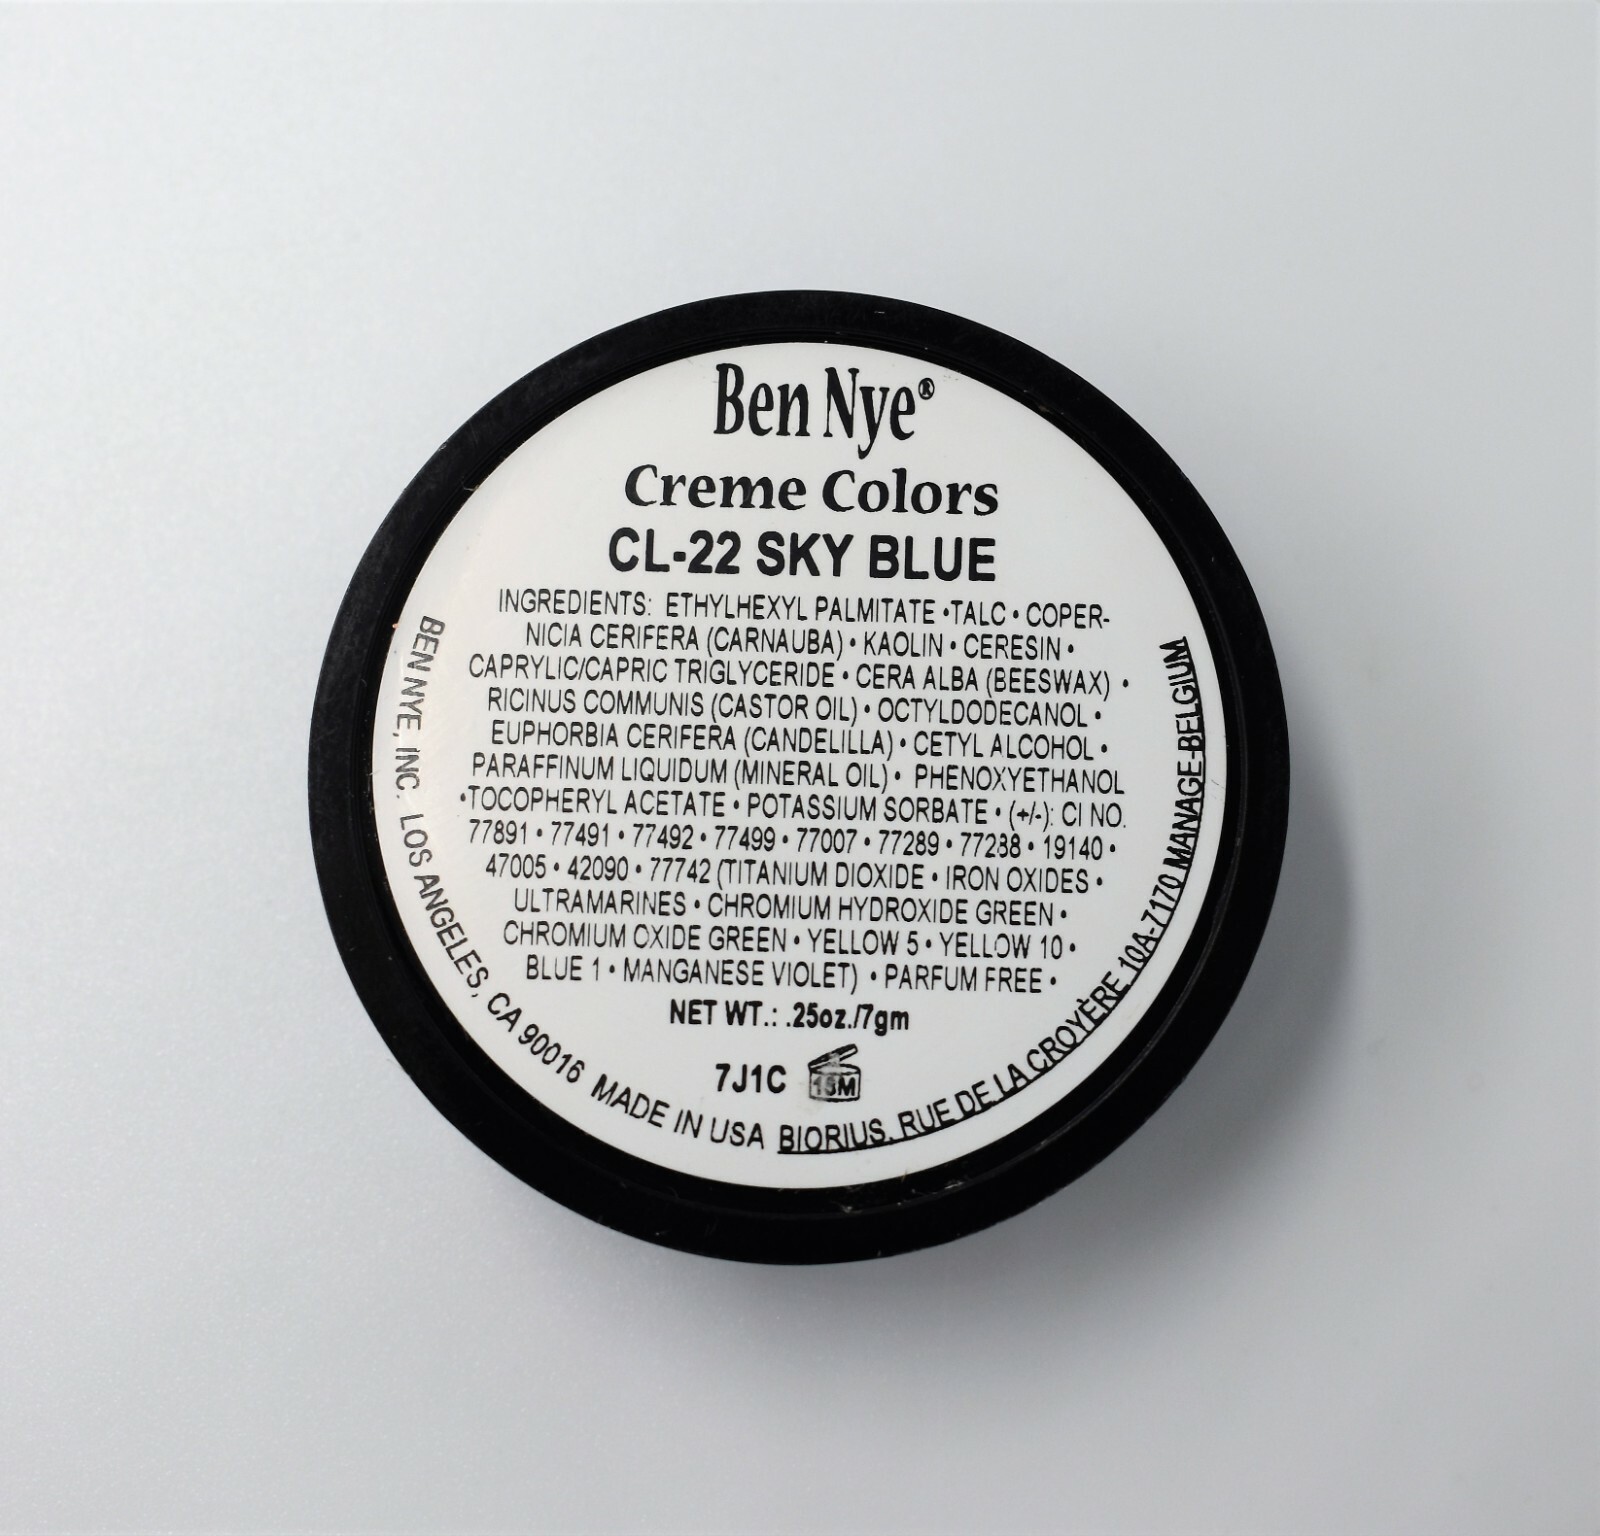 Ben Nye®
Creme Colors
CL-22 SKY BLUE
INGREDIENTS: ETHYLHEXYL PALMITATE • TALC • COPER-
NICIA CERIFERA (CARNAUBA) • KAOLIN • CERESIN •
CAPRYLIC/CAPRIC TRIGLYCERIDE • CERA ALBA (BEESWAX) •
RICINUS COMMUNIS (CASTOR OIL) • OCTYLDODECANOL •
EUPHORBIA CERIFERA (CANDELILLA) • CETYL ALCOHOL •
PARAFFINUM LIQUIDUM (MINERAL OIL) • PHENOXYETHANOL
• TOCOPHERYL ACETATE • POTASSIUM SORBATE • (+/-): CI NO.
77891 • 77491 • 77492 • 77499 • 77007 • 77289 • 77288 • 19140 •
47005 • 42090 • 77742 (TITANIUM DIOXIDE • IRON OXIDES •
ULTRAMARINES • CHROMIUM HYDROXIDE GREEN •
CHROMIUM OXIDE GREEN • YELLOW 5 • YELLOW 10 •
BLUE 1 • MANGANESE VIOLET) • PARFUM FREE •
NET WT.: .25oz./7gm
7J1C
BEN NYE, INC. LOS ANGELES, CA 90016 MADE IN USA BIORIUS. RUE DE LA CROYÈRE 10A-7170 MANAGE-BELGIUM